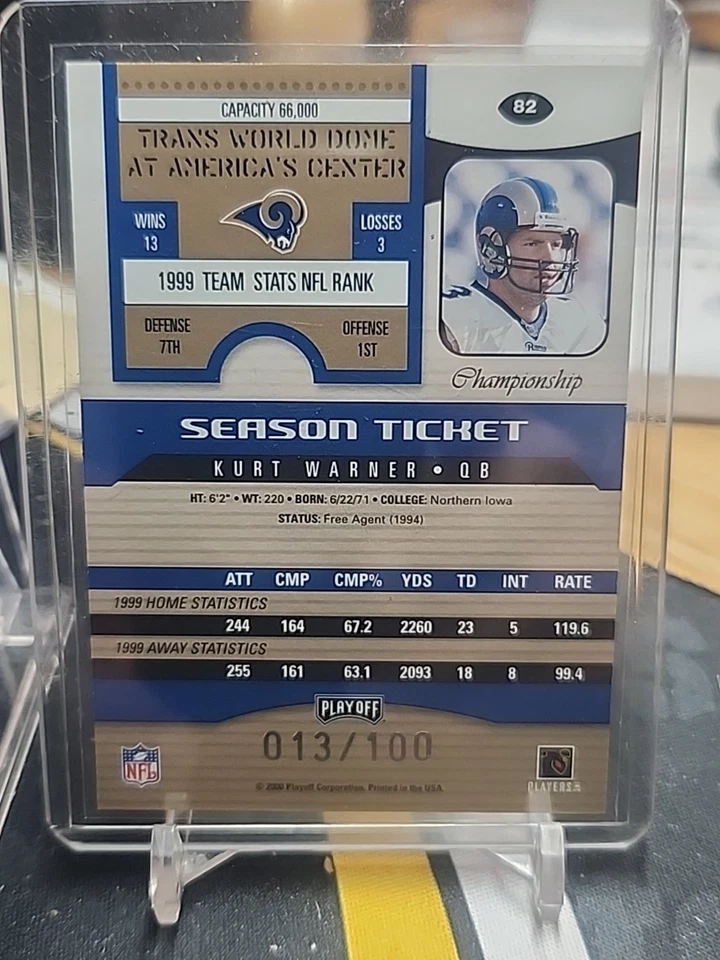 CAPACITY 66,000
TRANS WORLD DOME
AT AMERICA'S CENTER
WINS
13
LOSSES
3
1999 TEAM STATS NFL RANK
DEFENSE
7TH
OFFENSE
1ST
82
Championship
SEASON TICKET
KURT WARNER • QB
HT: 6'2" • WT: 220 • BORN: 6/22/71 • COLLEGE: Northern Iowa
STATUS: Free Agent (1994)
ATT CMP CMP% YDS TD INT RATE
1999 HOME STATISTICS
244 164 67.2 2260 23 5 119.6
1999 AWAY STATISTICS
255 161 63.1 2093 18 8 99.4
PLAYOFF
013/100
NFL
PLAYERS
© 2000 Playoff Corporation. Printed in the USA.